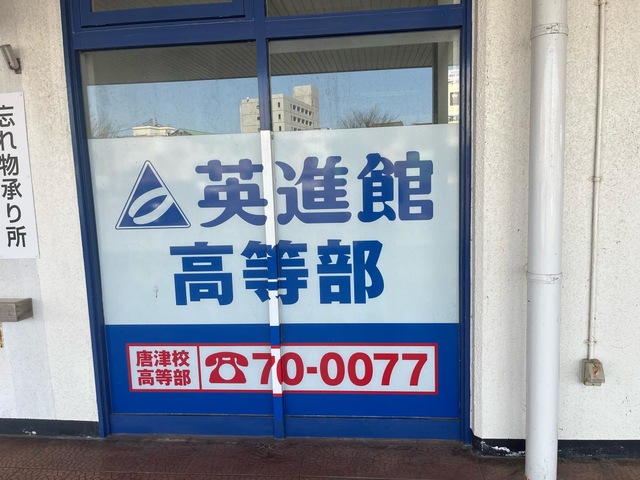 忘れ物承り所
英進館
高等部
唐津校
高等部
☎70-0077